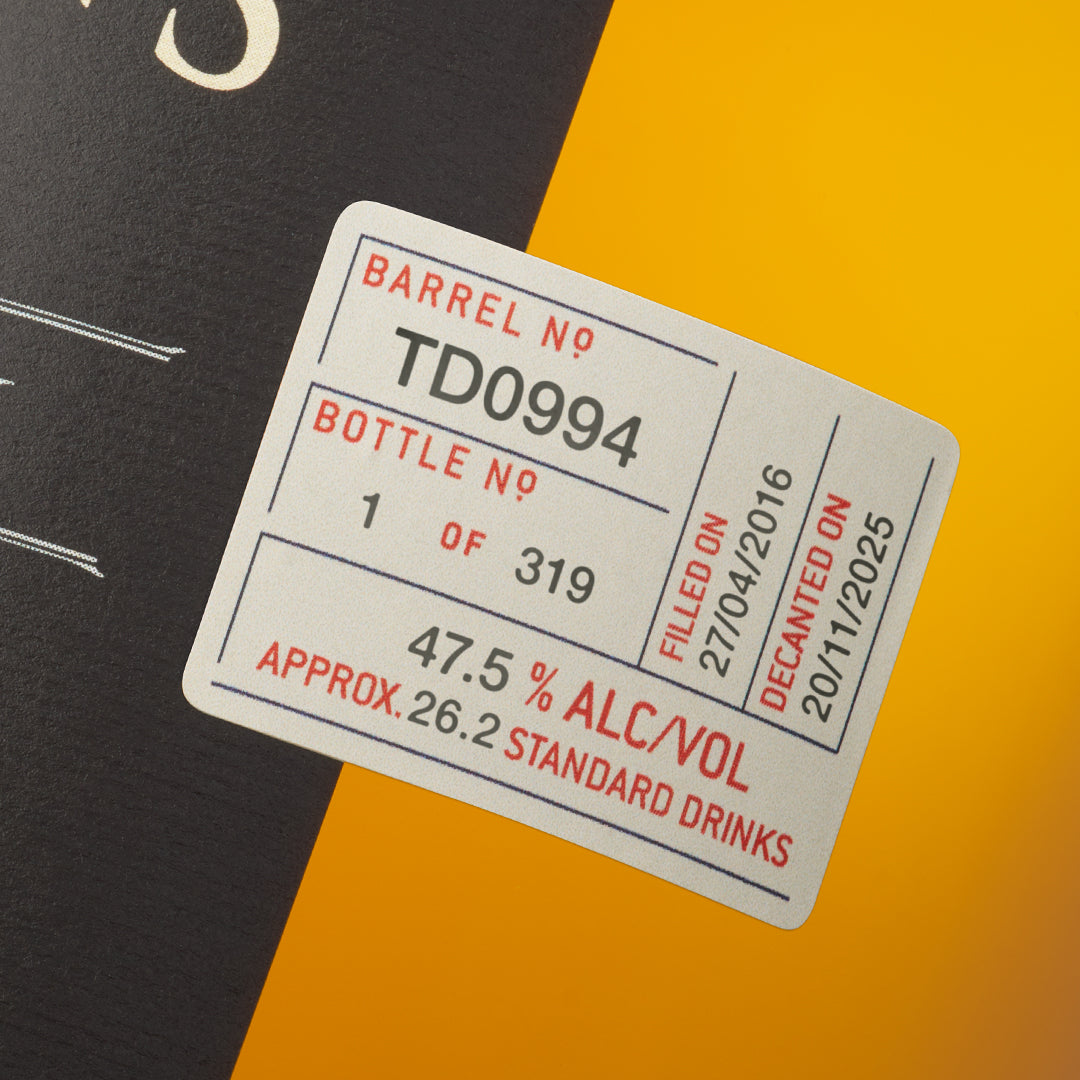 S
BARREL Nº
TD0994
BOTTLE Nº
1 OF 319
FILLED ON
27/04/2016
DECANTED ON
20/11/2025
47.5 % ALC/VOL
APPROX. 26.2 STANDARD DRINKS